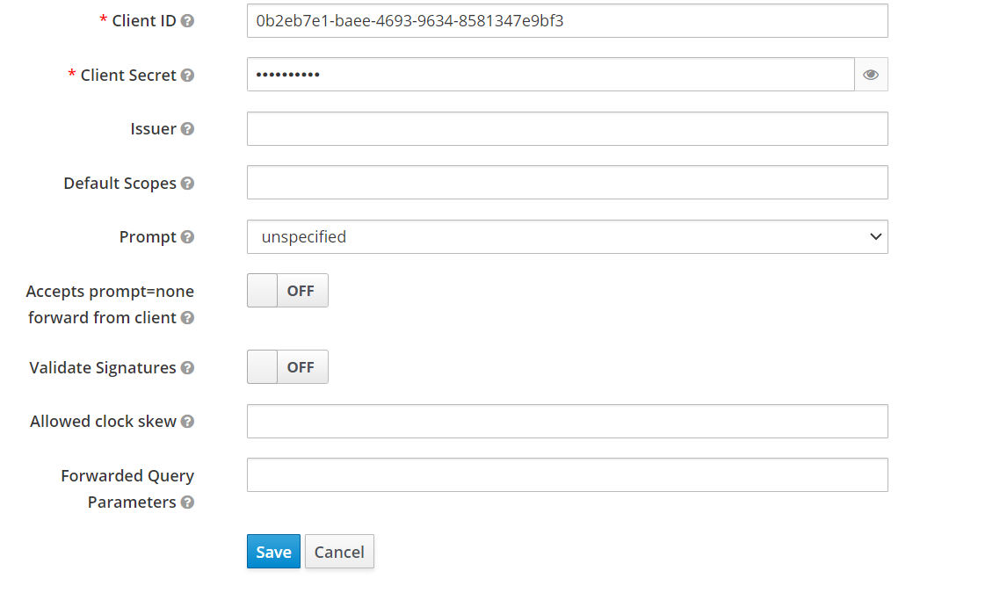 * Client ID
0b2eb7e1-baee-4693-9634-8581347e9bf3
* Client Secret
••••••••••
Issuer
Default Scopes
Prompt
unspecified
Accepts prompt=none
forward from client
OFF
Validate Signatures
OFF
Allowed clock skew
Forwarded Query
Parameters
Save Cancel